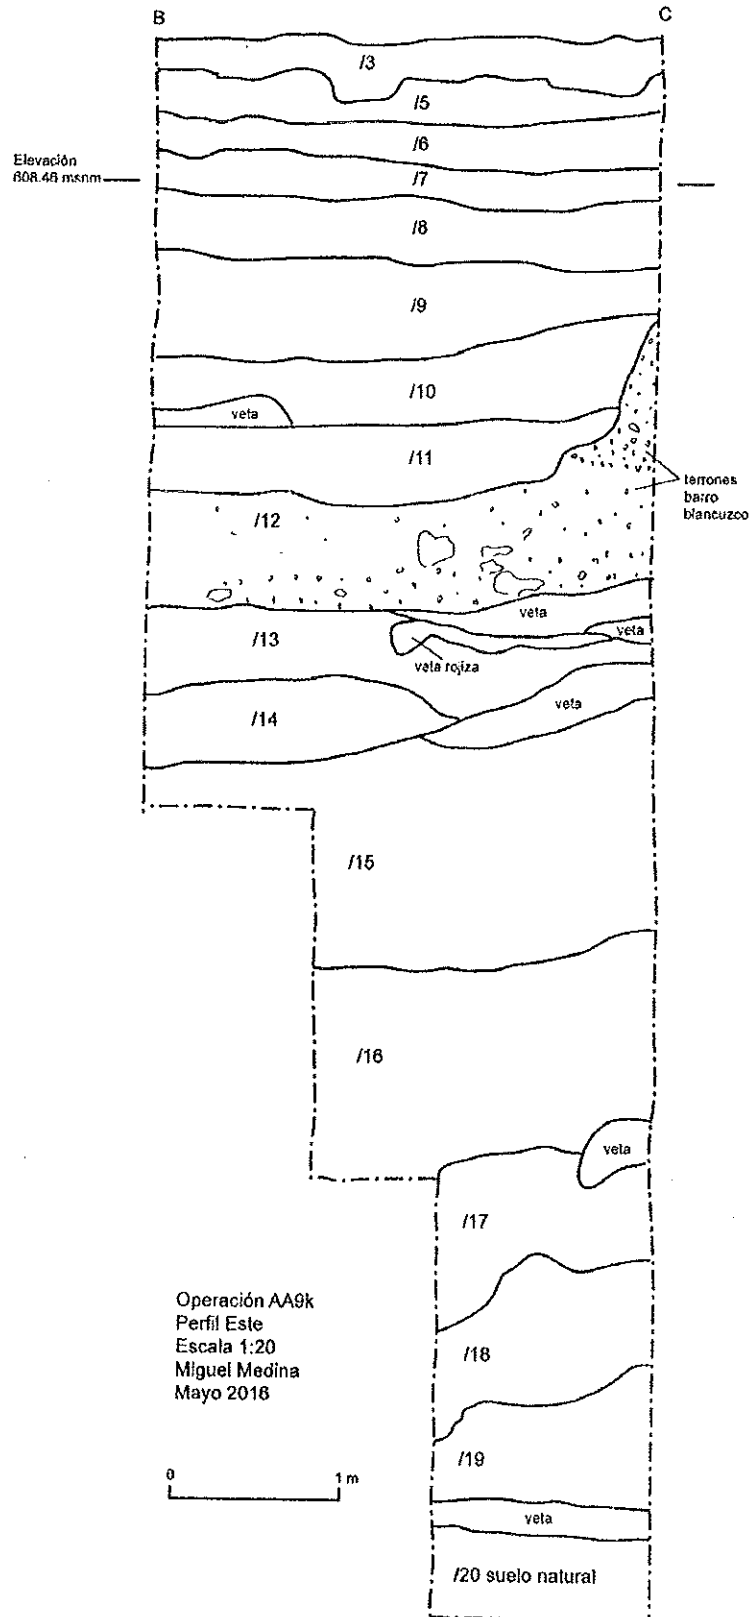 B
C
/3
/5
/6
Elevación
608.46 msnm
/7
/8
/9
/10
veta
/11
terrones
barro
blancuzco
/12
veta
/13
veta
veta rojiza
veta
/14
/15
/16
veta
/17
Operación AA9k
Perfil Este
Escala 1:20
Miguel Medina
Mayo 2016
/18
/19
0
1 m
veta
/20 suelo natural